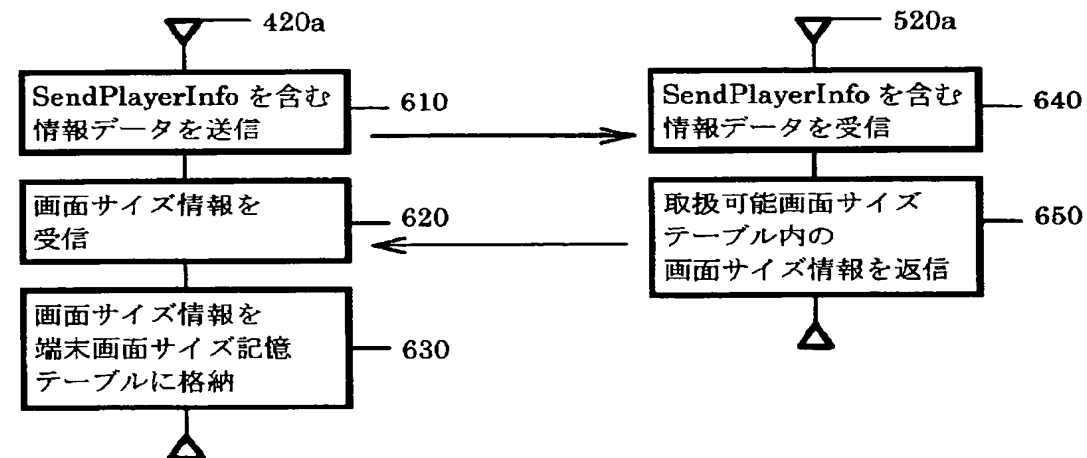 420a
SendPlayerInfo を含む
情報データを送信
610
画面サイズ情報を
受信
620
画面サイズ情報を
端末画面サイズ記憶
テーブルに格納
630
520a
SendPlayerInfo を含む
情報データを受信
640
取扱可能画面サイズ
テーブル内の
画面サイズ情報を返信
650